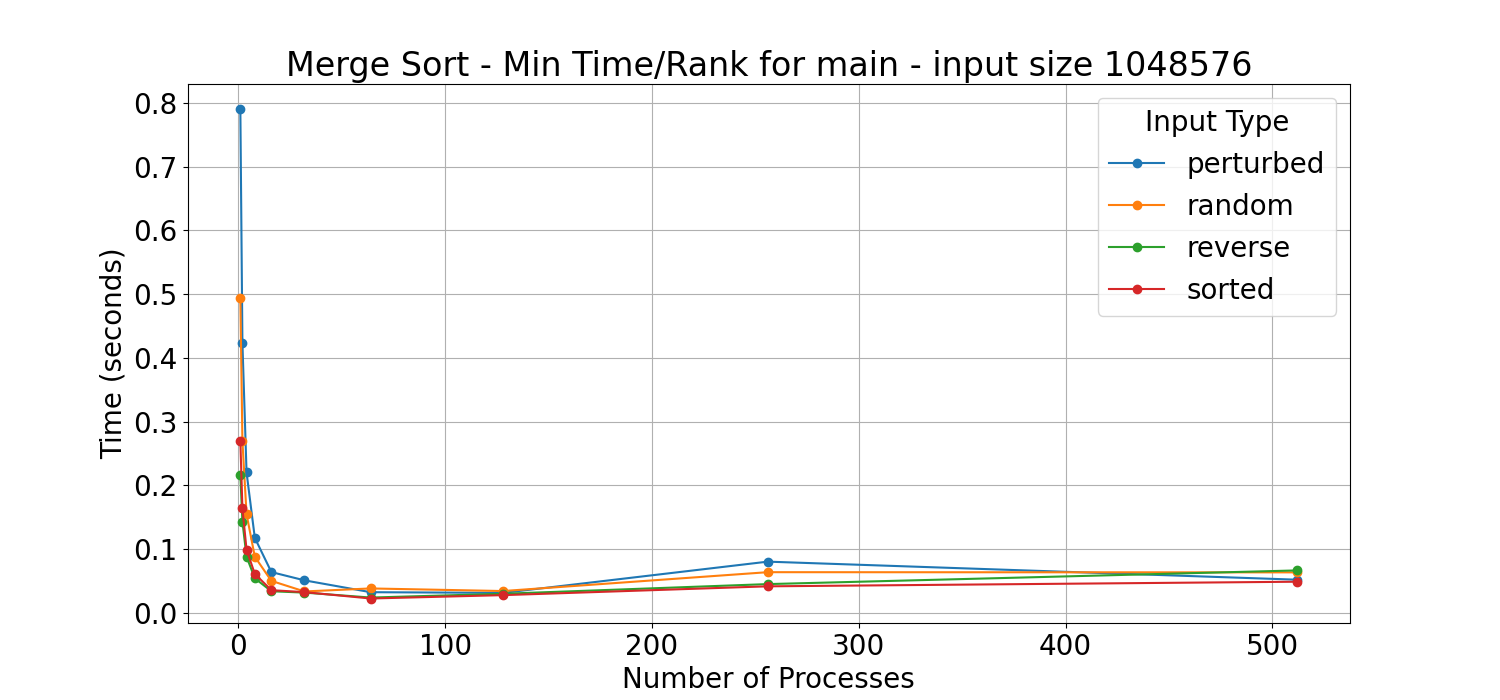 Merge Sort - Min Time/Rank for main - input size 1048576
Time (seconds)
0.8
0.7
0.6
0.5
0.4
0.3
0.2
0.1
0.0
Input Type
perturbed
random
reverse
sorted
0 100 200 300 400 500
Number of Processes